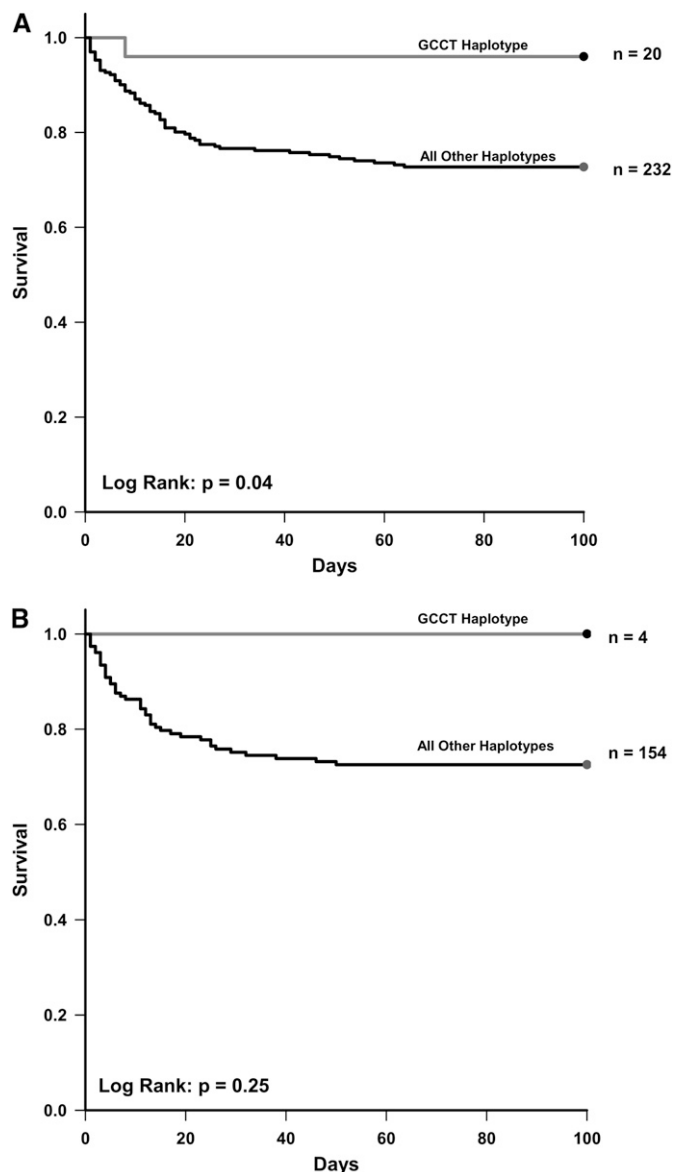 A
1.0
0.8
0.6
0.4
0.2
0.0
Survival
GCCT Haplotype
n = 20
All Other Haplotypes
n = 232
Log Rank: p = 0.04
0 20 40 60 80 100
Days
B
1.0
0.8
0.6
0.4
0.2
0.0
Survival
GCCT Haplotype
n = 4
All Other Haplotypes
n = 154
Log Rank: p = 0.25
0 20 40 60 80 100
Days